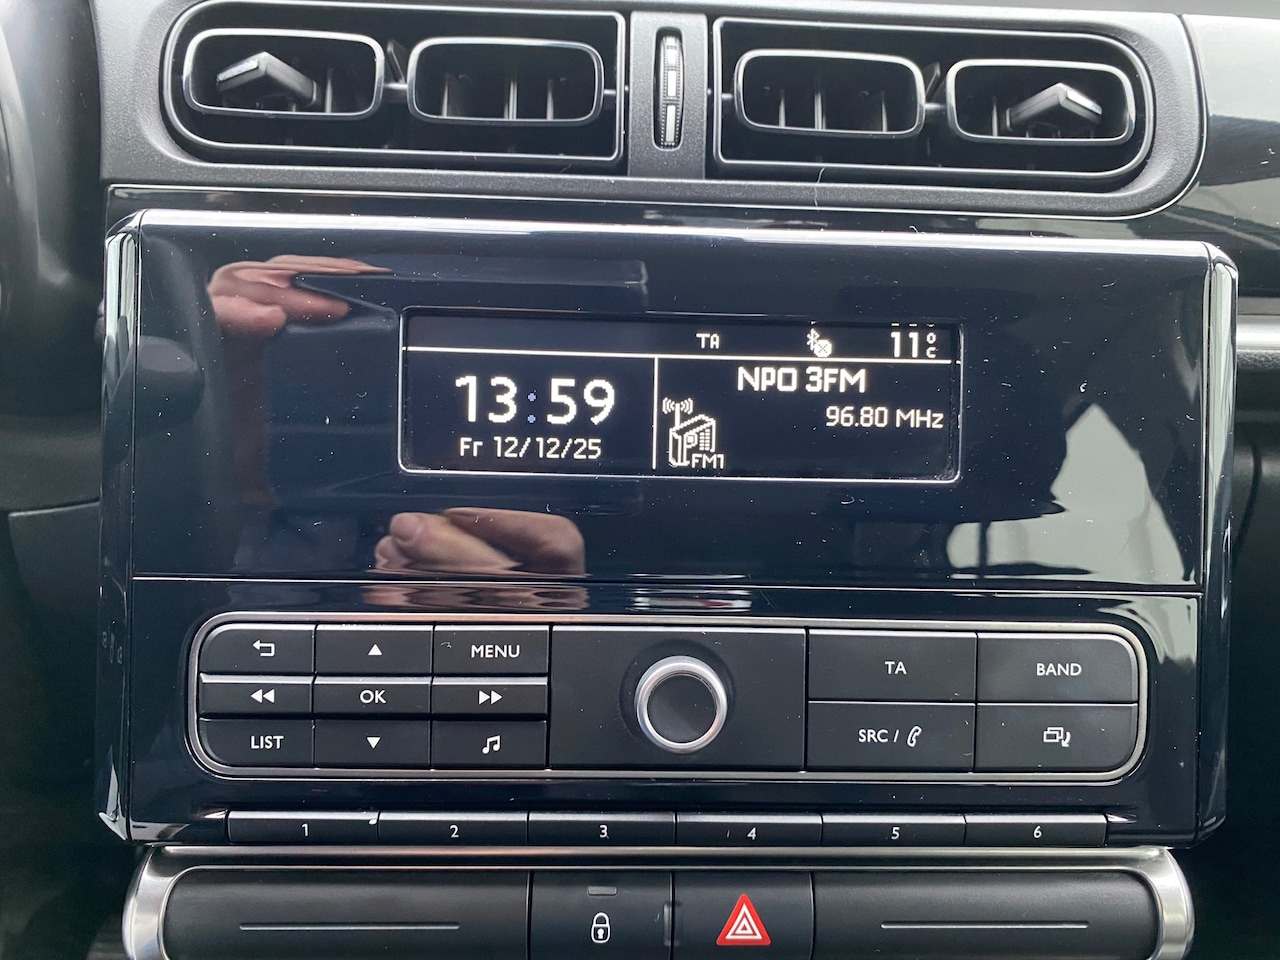 TA 11°C
NPO 3FM
13:59
96.80 MHz
Fr 12/12/25
FM1
MENU
OK
LIST
TA
BAND
SRC /
1 2 3 4 5 6